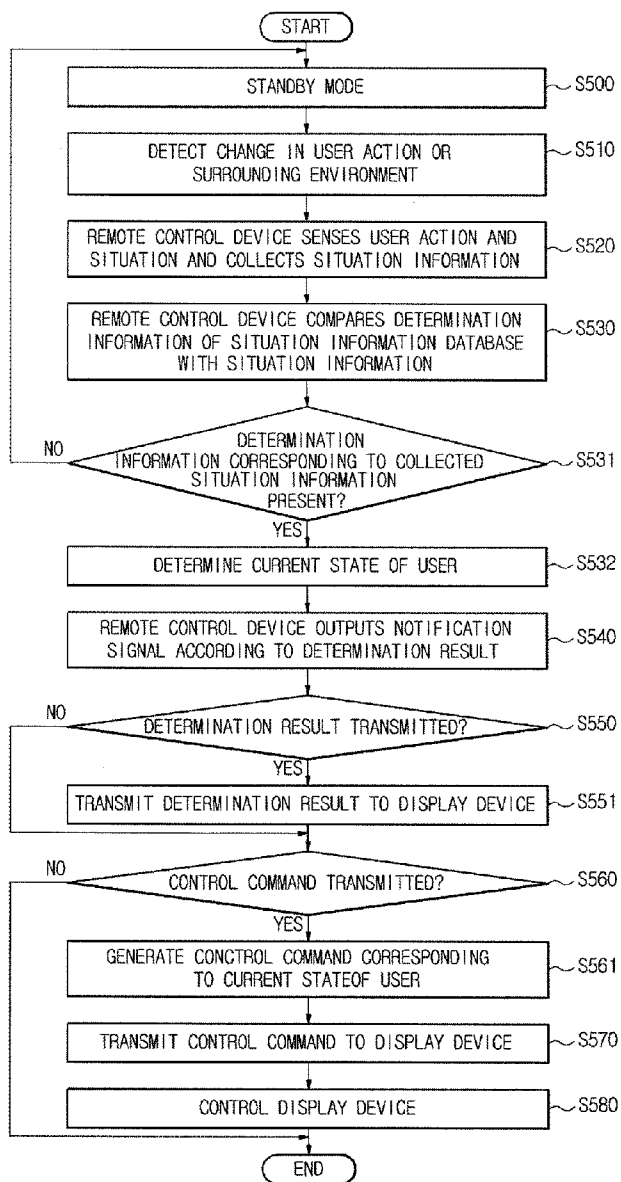 START
STANDBY MODE
S500
DETECT CHANGE IN USER ACTION OR
SURROUNDING ENVIRONMENT
S510
REMOTE CONTROL DEVICE SENSES USER ACTION AND
SITUATION AND COLLECTS SITUATION INFORMATION
S520
REMOTE CONTROL DEVICE COMPARES DETERMINATION
INFORMATION OF SITUATION INFORMATION DATABASE
WITH SITUATION INFORMATION
S530
NO
DETERMINATION
INFORMATION CORRESPONDING TO COLLECTED
SITUATION INFORMATION
PRESENT?
S531
YES
DETERMINE CURRENT STATE OF USER
S532
REMOTE CONTROL DEVICE OUTPUTS NOTIFICATION
SIGNAL ACCORDING TO DETERMINATION RESULT
S540
NO
DETERMINATION RESULT TRANSMITTED?
S550
YES
TRANSMIT DETERMINATION RESULT TO DISPLAY DEVICE
S551
NO
CONTROL COMMAND TRANSMITTED?
S560
YES
GENERATE CONCTROL COMMAND CORRESPONDING
TO CURRENT STATEOF USER
S561
TRANSMIT CONTROL COMMAND TO DISPLAY DEVICE
S570
CONTROL DISPLAY DEVICE
S580
END